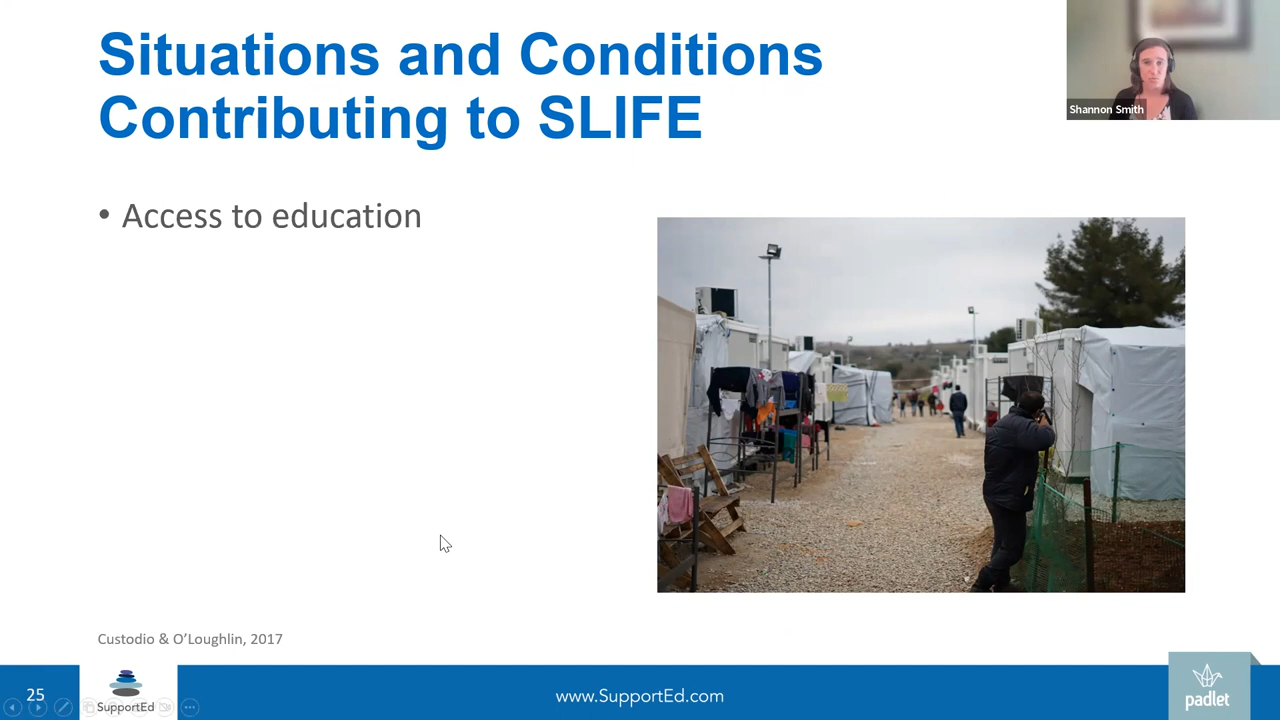 Situations and Conditions
Contributing to SLIFE
Shannon Smith
• Access to education
Custodio & O’Loughlin, 2017
25
SupportEd
www.SupportEd.com
padlet